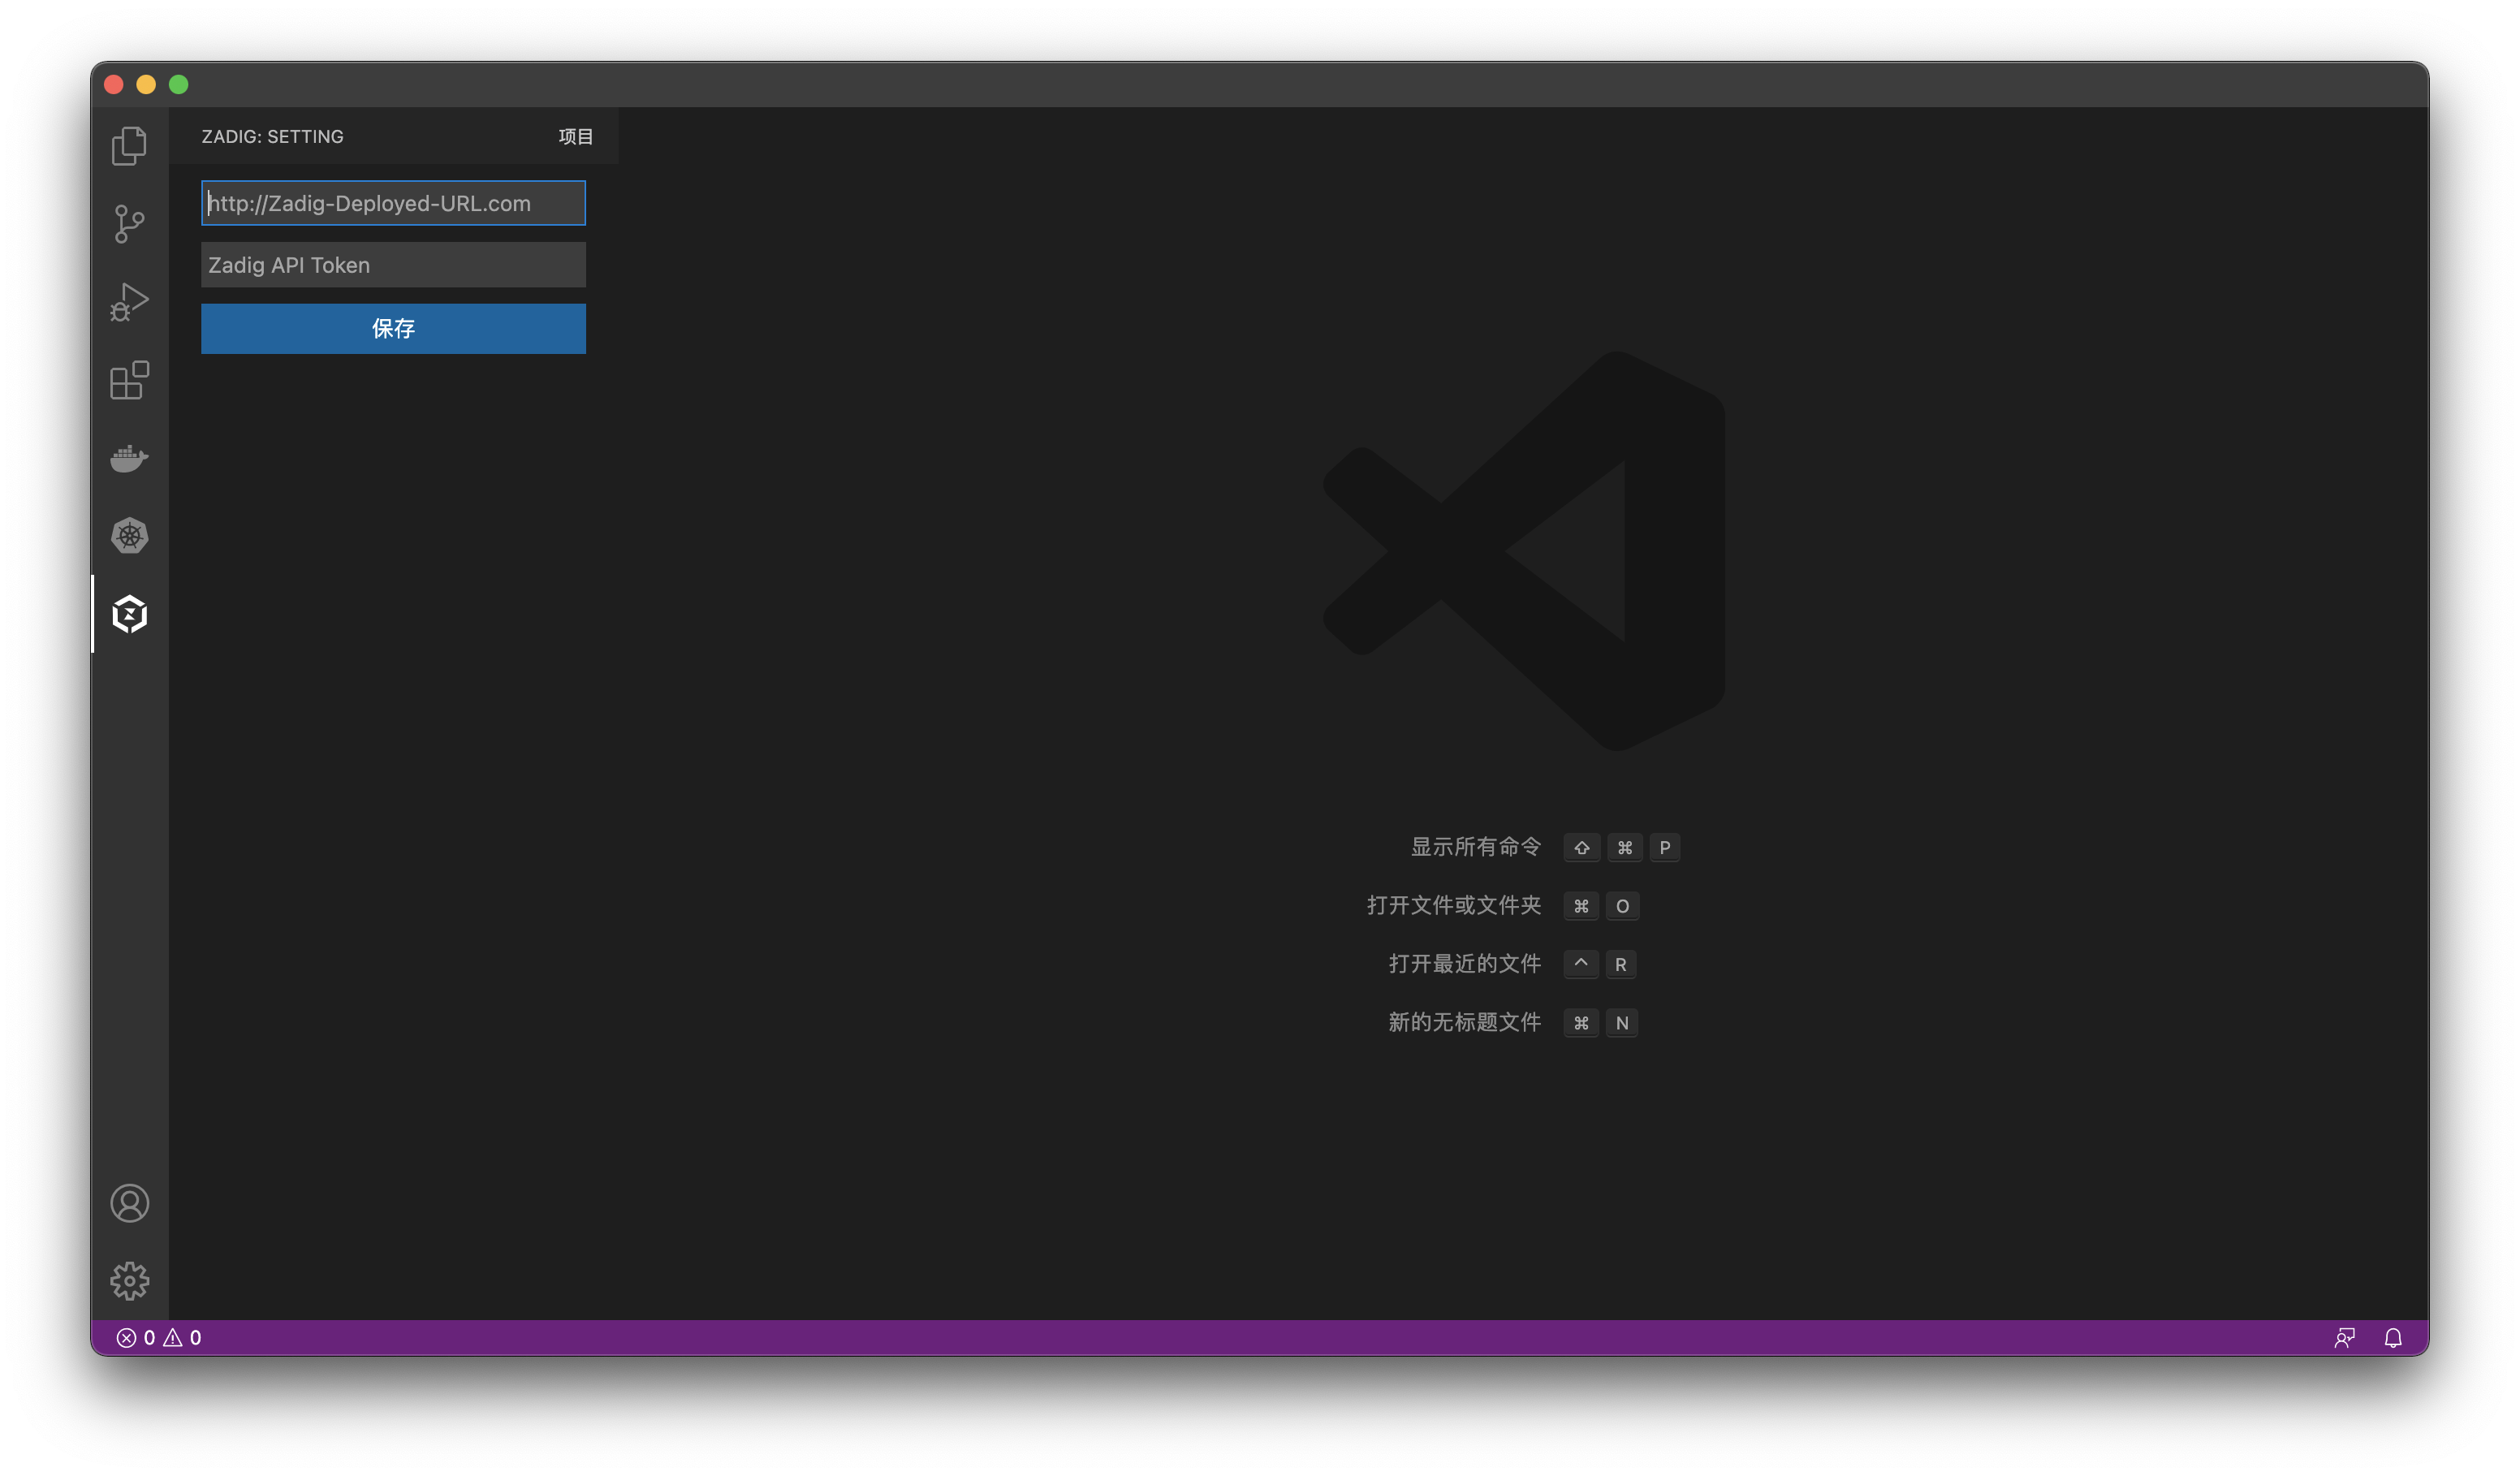 ZADIG: SETTING 项目
http://Zadig-Deployed-URL.com
Zadig API Token
保存
显示所有命令 ⇧ ⌘ P
打开文件或文件夹 ⌘ O
打开最近的文件 ^ R
新的无标题文件 ⌘ N
0 0